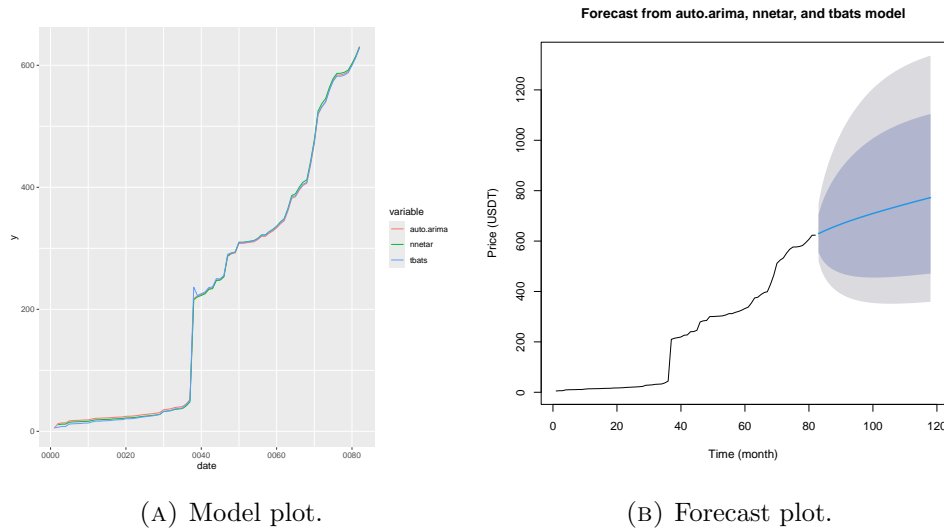 600
400
200
0
y
0000
0020
0040
0060
0080
date
variable
auto.arima
nnetar
tbats
(A) Model plot.
Forecast from auto.arima, nnetar, and tbats model
1200
1000
800
600
400
200
0
Price (USDT)
0
20
40
60
80
100
120
Time (month)
(B) Forecast plot.